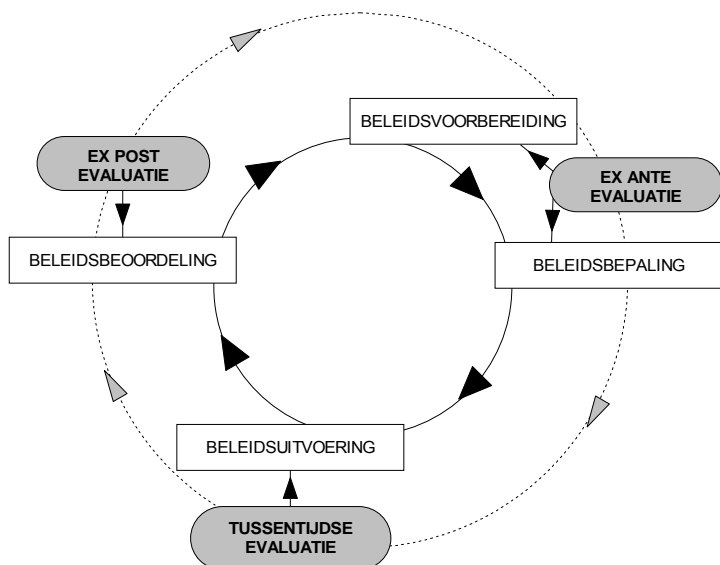 BELEIDSVOORBEREIDING
EX POST
EVALUATIE
EX ANTE
EVALUATIE
BELEIDSBEOORDELING
BELEIDSBEPALING
BELEIDSUITVOERING
TUSSENTIJDSE
EVALUATIE